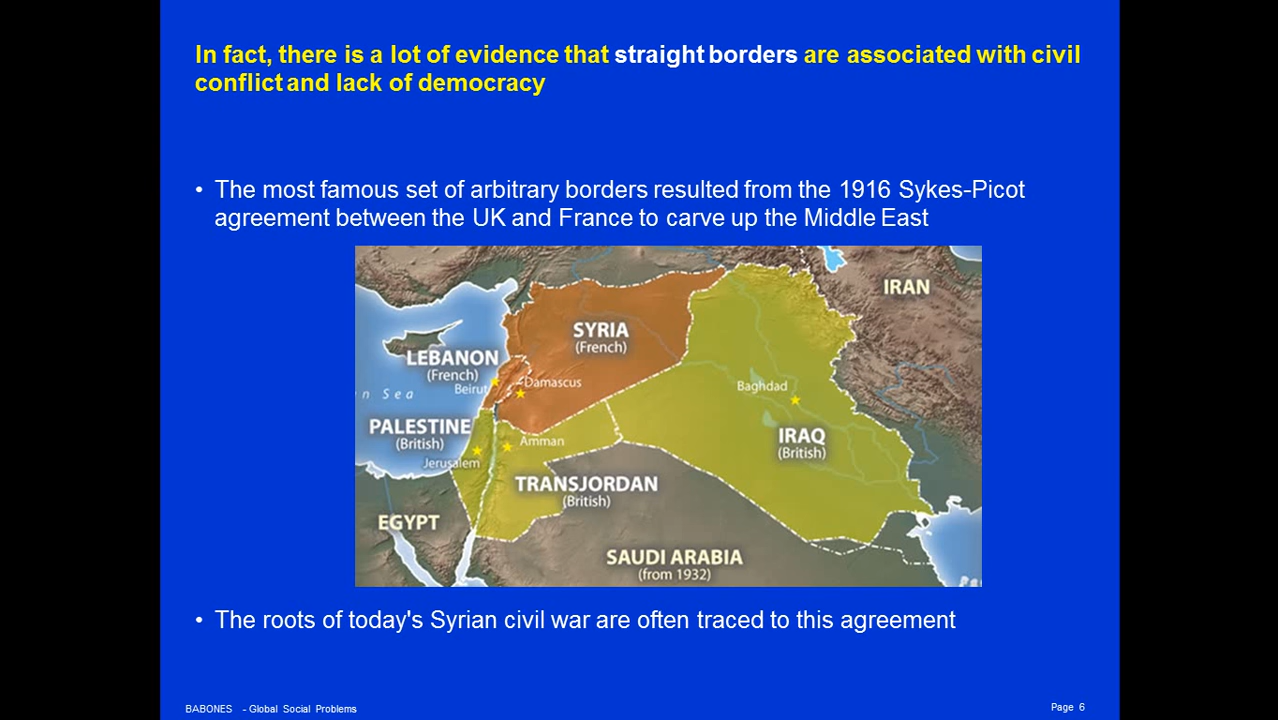 In fact, there is a lot of evidence that straight borders are associated with civil
conflict and lack of democracy
• The most famous set of arbitrary borders resulted from the 1916 Sykes-Picot
agreement between the UK and France to carve up the Middle East
IRAN
SYRIA
(French)
LEBANON
(French)
Beirut
Damascus
Baghdad
n Sea
PALESTINE
(British)
Amman
Jerusalem
IRAQ
(British)
TRANSJORDAN
(British)
EGYPT
SAUDI ARABIA
(from 1932)
• The roots of today's Syrian civil war are often traced to this agreement
BABONES - Global Social Problems
Page 6